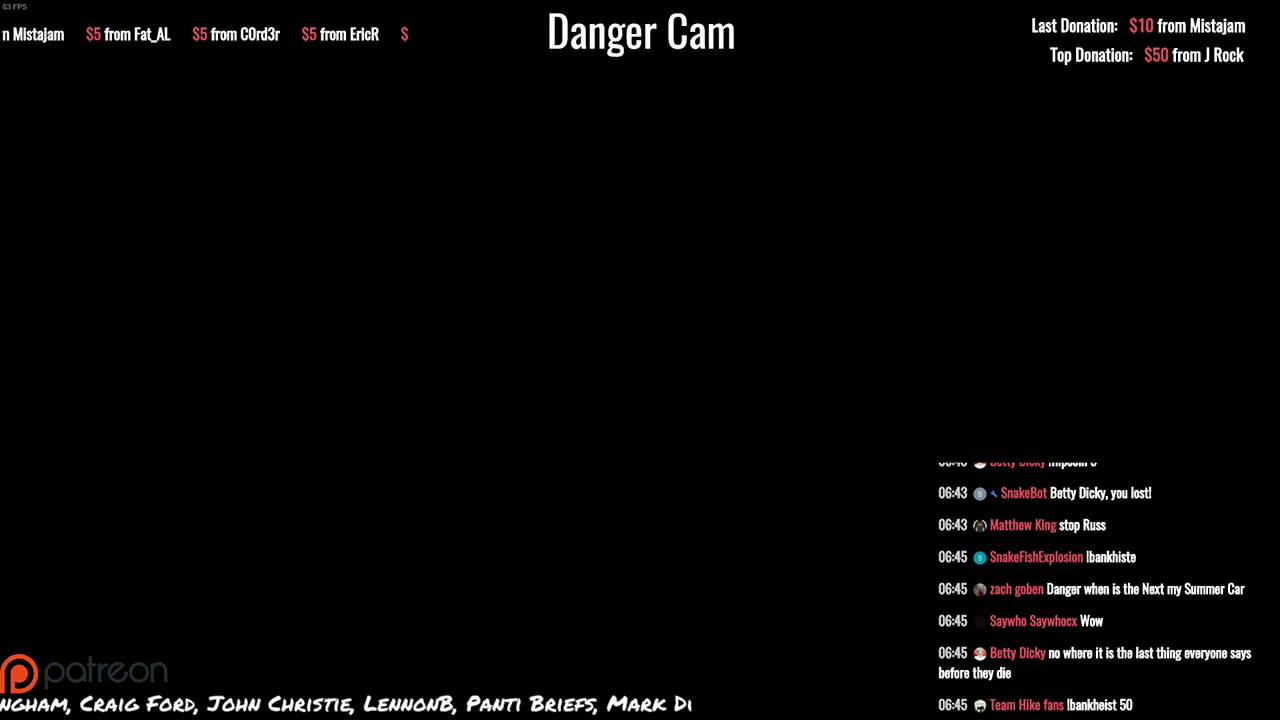 63 FPS
n Mistajam $5 from Fat_AL $5 from C0rd3r $5 from EricR $
Danger Cam
Last Donation: $10 from Mistajam
Top Donation: $50 from J Rock
06:43 SnakeBot Betty Dicky, you lost!
06:43 Matthew King stop Russ
06:45 SnakeFishExplosion !bankhiste
06:45 zach goben Danger when is the Next my Summer Car
06:45 Saywho Saywhocx Wow
06:45 Betty Dicky no where it is the last thing everyone says
before they die
06:45 Team Hike fans !bankheist 50
patreon
NGHAM, CRAIG FORD, JOHN CHRISTIE, LENNONB, PANTI BRIEFS, MARK DI